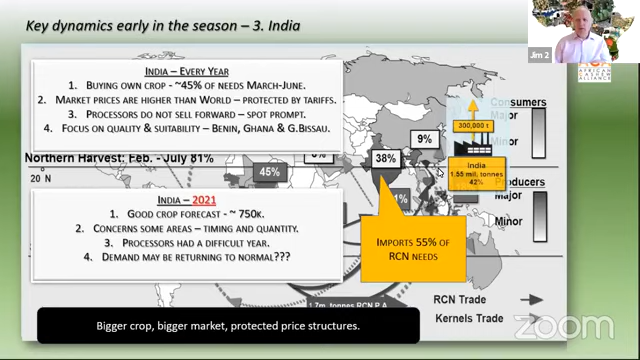 Key dynamics early in the season – 3. India
Jim 2
AFRICAN
CASHEW
ALLIANCE
INDIA – EVERY YEAR
1. BUYING OWN CROP - ~45% OF NEEDS MARCH-JUNE.
2. MARKET PRICES ARE HIGHER THAN WORLD – PROTECTED BY TARIFFS.
3. PROCESSORS DO NOT SELL FORWARD – SPOT PROMPT.
4. FOCUS ON QUALITY & SUITABILITY – BENIN, GHANA & G.BISSAU.
Consumers
Major
Minor
300,000 t
9%
38%
Northern Harvest: Feb. - July 81%
20 N
45%
India
1.55 mil, tonnes
42%
Producers
Major
Minor
INDIA – 2021
1. GOOD CROP FORECAST - ~ 750K.
2. CONCERNS SOME AREAS – TIMING AND QUANTITY.
3. PROCESSORS HAD A DIFFICULT YEAR.
4. DEMAND MAY BE RETURNING TO NORMAL???
IMPORTS 55% OF
RCN NEEDS
1.7m. tonnes RCN P.A.
RCN Trade
Kernels Trade
Bigger crop, bigger market, protected price structures.
zoom